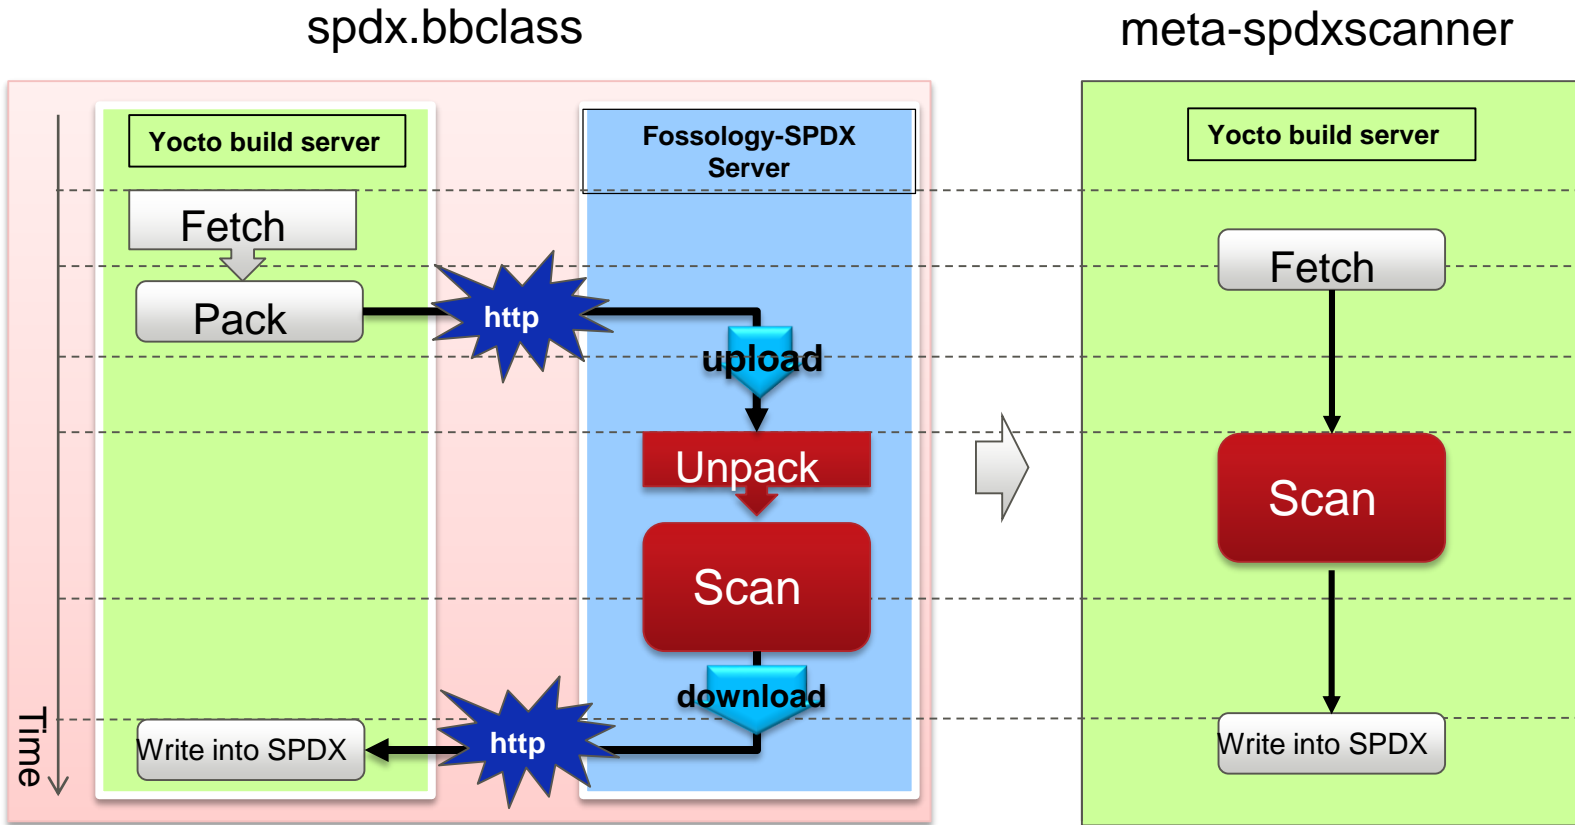 spdx.bbclass
meta-spdxscanner
Yocto build server
Fossology-SPDX
Server
Yocto build server
Fetch
Fetch
Pack
http
upload
Unpack
Scan
Scan
download
Time
Write into SPDX
http
Write into SPDX